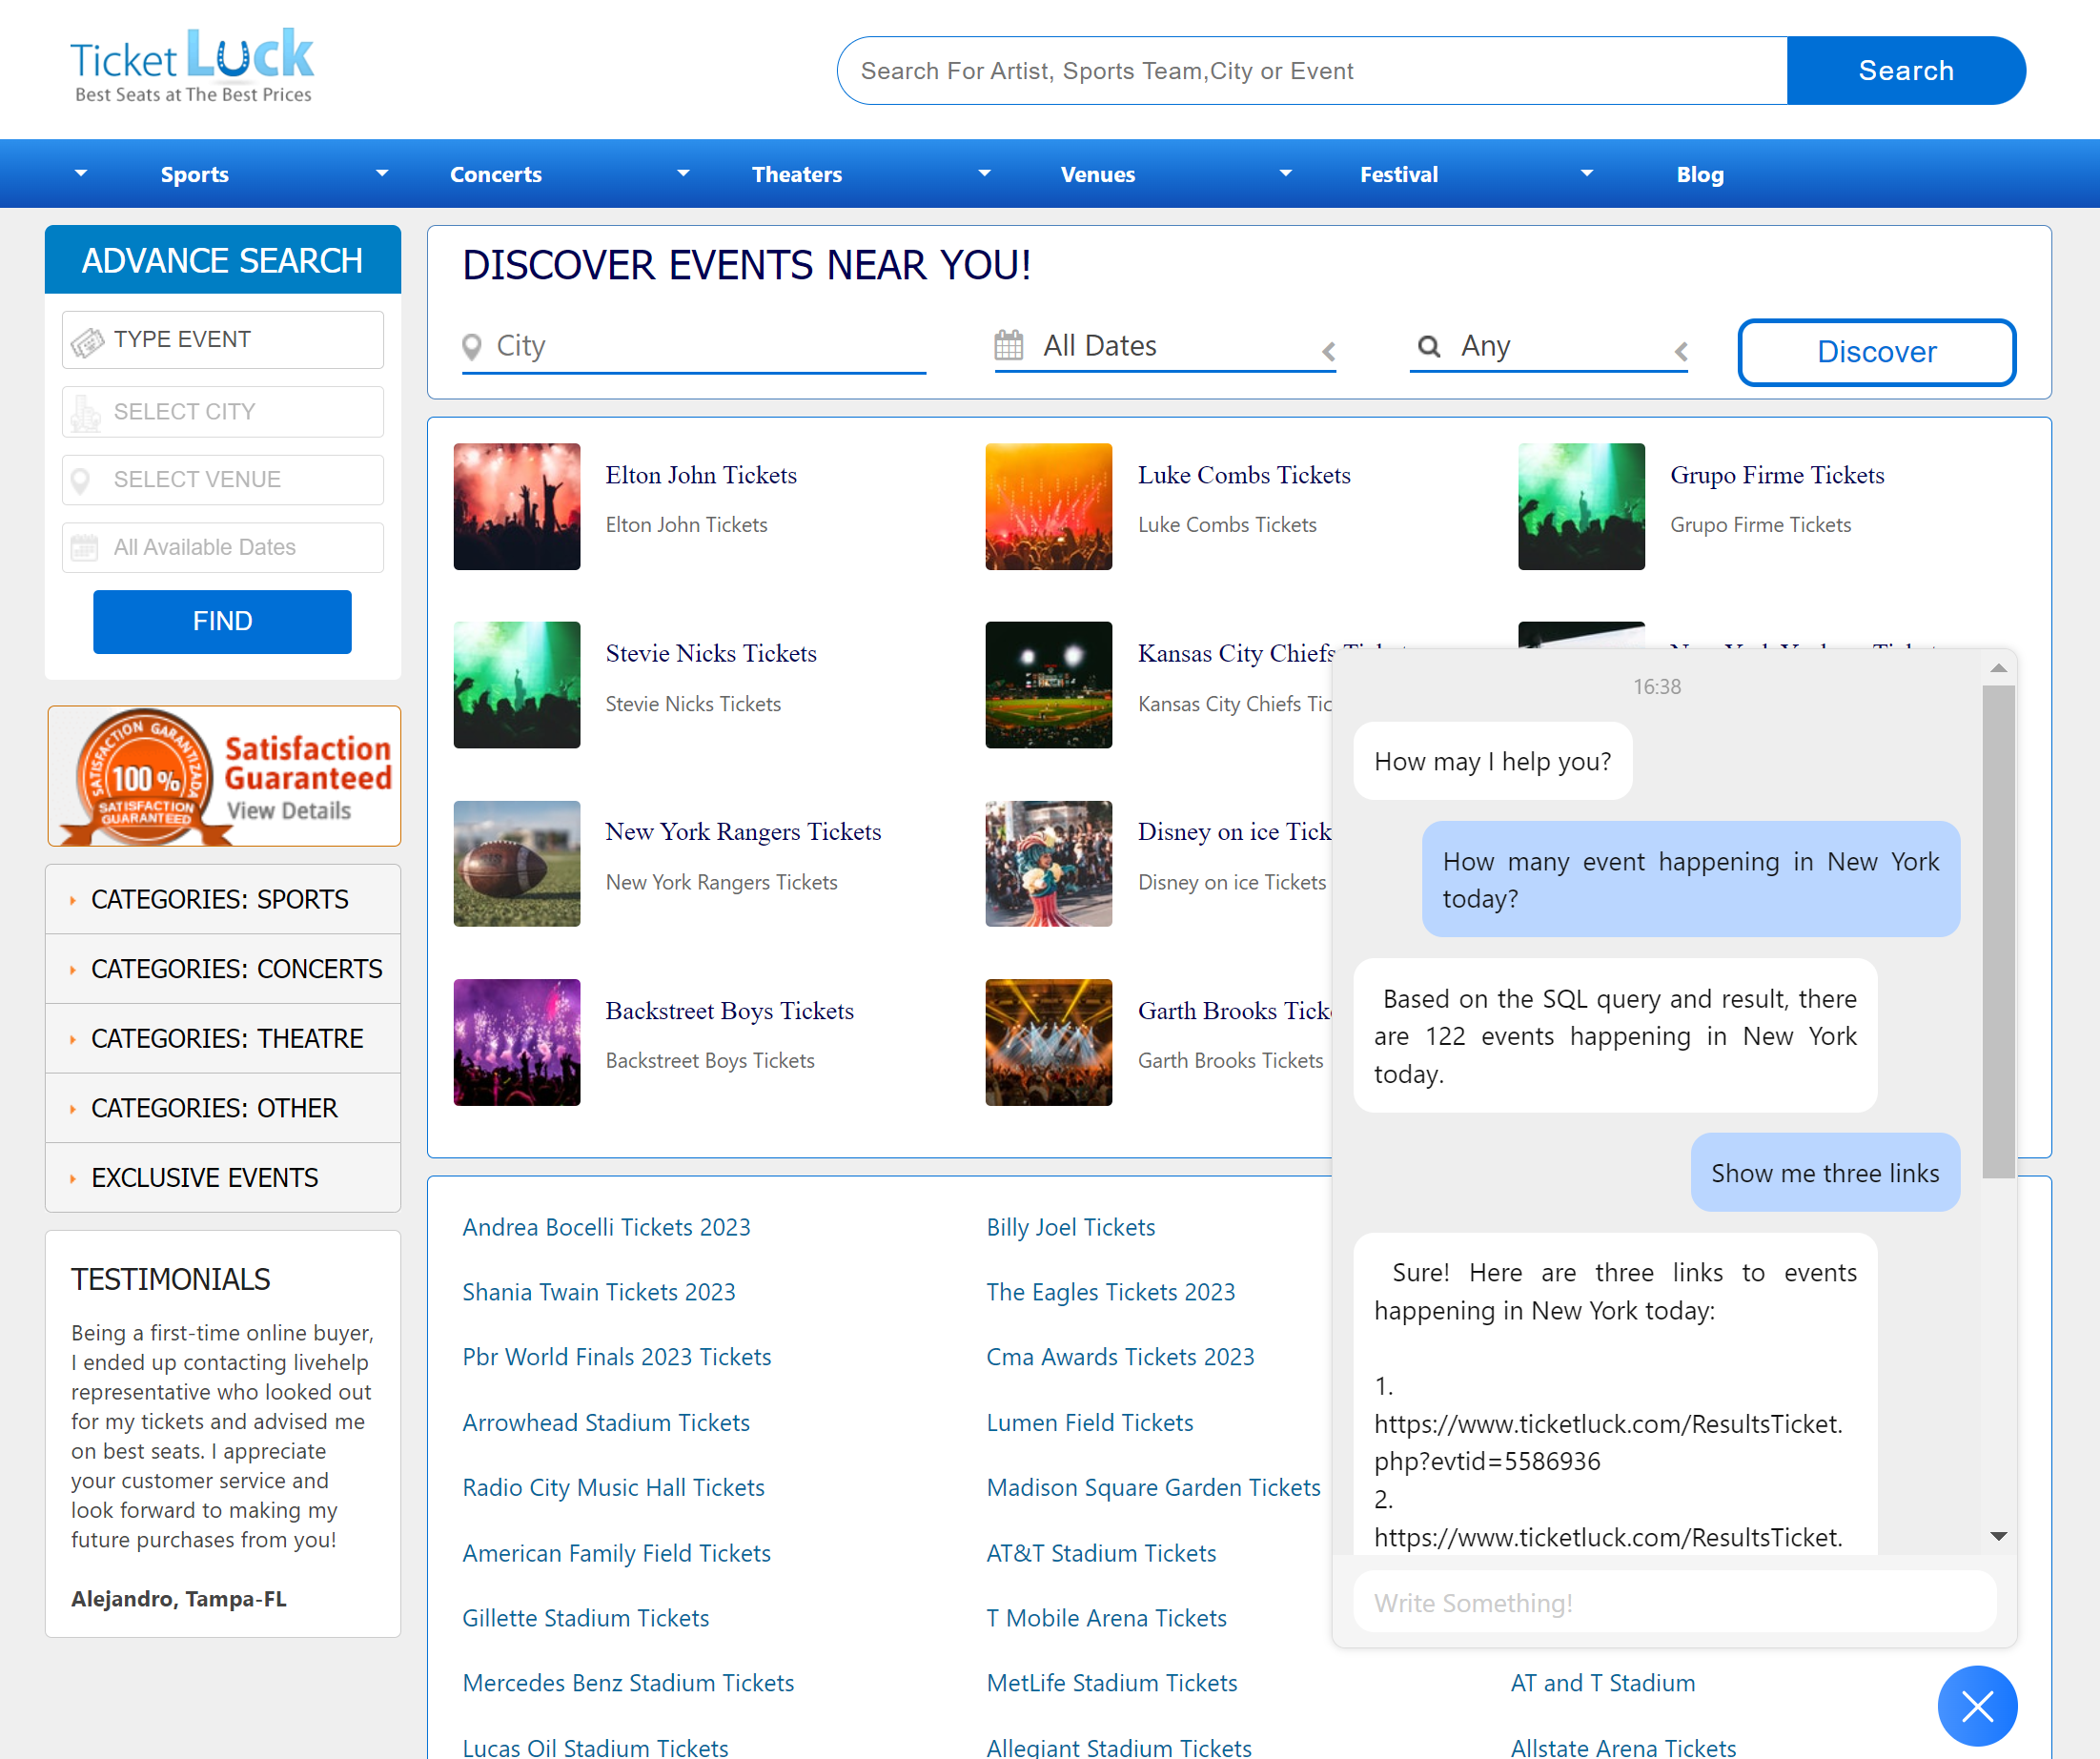 Ticket Luck
Best Seats at The Best Prices
Search For Artist, Sports Team,City or Event
Search
Sports
Concerts
Theaters
Venues
Festival
Blog
ADVANCE SEARCH
TYPE EVENT
SELECT CITY
SELECT VENUE
All Available Dates
FIND
SATISFACTION GARANTIZADA
100 %
SATISFACTION
GUARANTEED
Satisfaction
Guaranteed
View Details
CATEGORIES: SPORTS
CATEGORIES: CONCERTS
CATEGORIES: THEATRE
CATEGORIES: OTHER
EXCLUSIVE EVENTS
TESTIMONIALS
Being a first-time online buyer,
I ended up contacting livehelp
representative who looked out
for my tickets and advised me
on best seats. I appreciate
your customer service and
look forward to making my
future purchases from you!
Alejandro, Tampa-FL
DISCOVER EVENTS NEAR YOU!
City
All Dates
Any
Discover
Elton John Tickets
Elton John Tickets
Luke Combs Tickets
Luke Combs Tickets
Grupo Firme Tickets
Grupo Firme Tickets
Stevie Nicks Tickets
Stevie Nicks Tickets
Kansas City Chiefs
Kansas City Chiefs Tic
New York Rangers Tickets
New York Rangers Tickets
Disney on ice Tick
Disney on ice Tickets
Backstreet Boys Tickets
Backstreet Boys Tickets
Garth Brooks Tick
Garth Brooks Tickets
Andrea Bocelli Tickets 2023
Billy Joel Tickets
Shania Twain Tickets 2023
The Eagles Tickets 2023
Pbr World Finals 2023 Tickets
Cma Awards Tickets 2023
Arrowhead Stadium Tickets
Lumen Field Tickets
Radio City Music Hall Tickets
Madison Square Garden Tickets
American Family Field Tickets
AT&T Stadium Tickets
Gillette Stadium Tickets
T Mobile Arena Tickets
Mercedes Benz Stadium Tickets
MetLife Stadium Tickets
AT and T Stadium
Lucas Oil Stadium Tickets
Allegiant Stadium Tickets
Allstate Arena Tickets
16:38
How may I help you?
How many event happening in New York
today?
Based on the SQL query and result, there
are 122 events happening in New York
today.
Show me three links
Sure! Here are three links to events
happening in New York today:
1.
https://www.ticketluck.com/ResultsTicket.
php?evtid=5586936
2.
https://www.ticketluck.com/ResultsTicket.
Write Something!